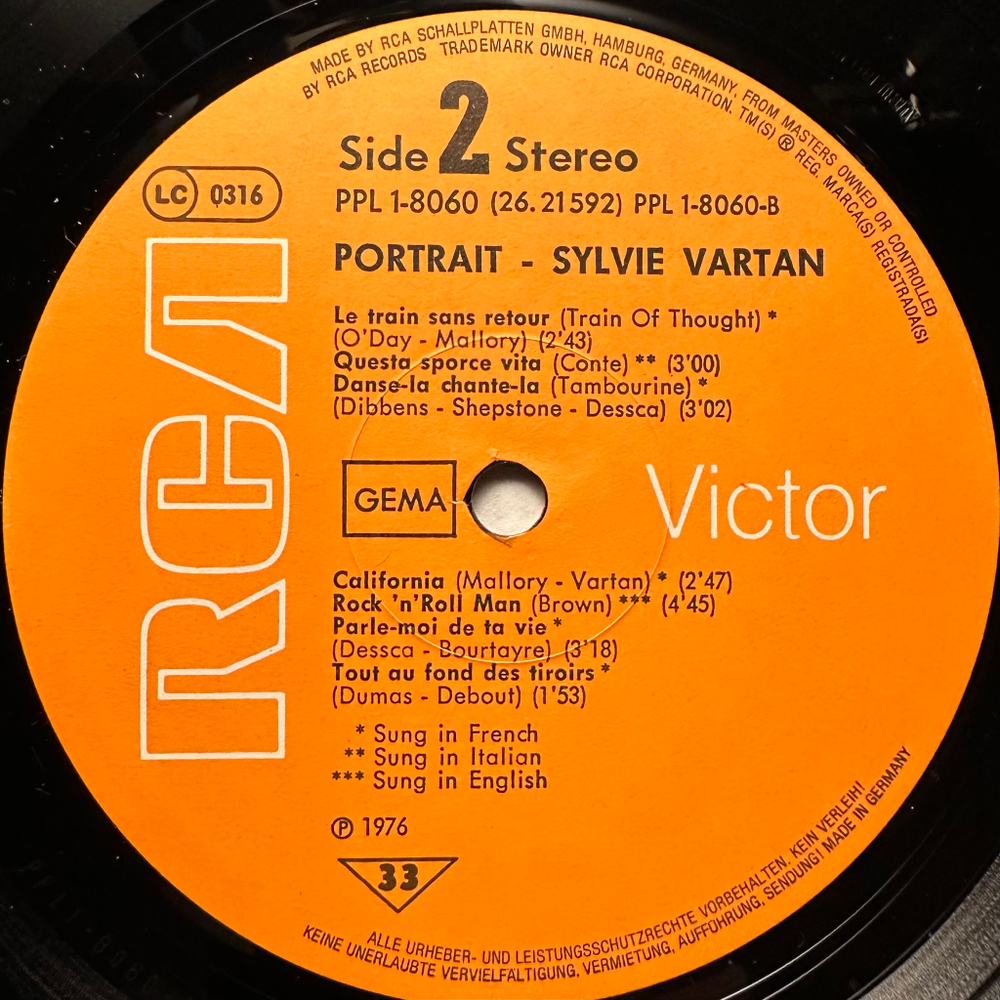 MADE BY RCA SCHALLPLATTEN GMBH, HAMBURG, GERMANY, FROM MASTERS OWNED OR CONTROLLED
BY RCA RECORDS TRADEMARK OWNER RCA CORPORATION. TM(S) ® REG. MARCA(S) REGISTRADA(S)
Side 2 Stereo
LC 0316
PPL 1-8060 (26.21592) PPL 1-8060-B
PORTRAIT - SYLVIE VARTAN
Le train sans retour (Train Of Thought) *
(O'Day - Mallory) (2'43)
Questa sporce vita (Conte) ** (3'00)
Danse-la chante-la (Tambourine) *
(Dibbens - Shepstone - Dessca) (3'02)
RCA
GEMA
Victor
California (Mallory - Vartan) * (2'47)
Rock 'n'Roll Man (Brown) *** (4'45)
Parle-moi de ta vie *
(Dessca - Bourtayre) (3'18)
Tout au fond des tiroirs *
(Dumas - Debout) (1'53)
* Sung in French
** Sung in Italian
*** Sung in English
℗ 1976
33
ALLE URHEBER- UND LEISTUNGSSCHUTZRECHTE VORBEHALTEN. KEIN VERLEIH!
KEINE UNERLAUBTE VERVIELFÄLTIGUNG, VERMIETUNG, AUFFÜHRUNG, SENDUNG! MADE IN GERMANY